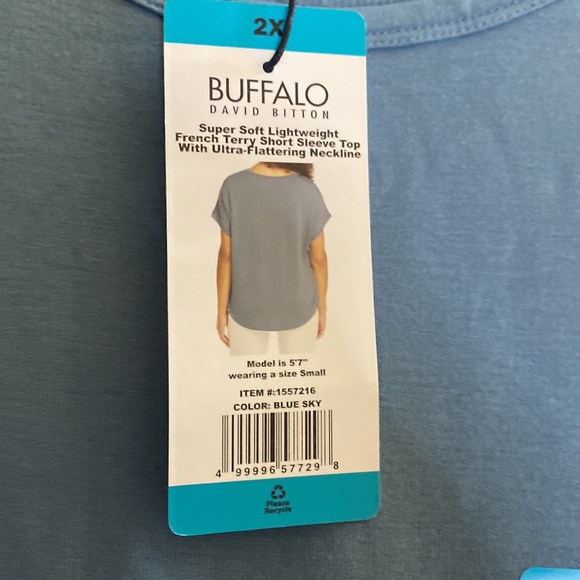 2X
BUFFALO
DAVID BITTON
Super Soft Lightweight
French Terry Short Sleeve Top
With Ultra-Flattering Neckline
Model is 5'7"
wearing a size Small
ITEM #:1557216
COLOR: BLUE SKY
4 99996 57729 8
Please
Recycle